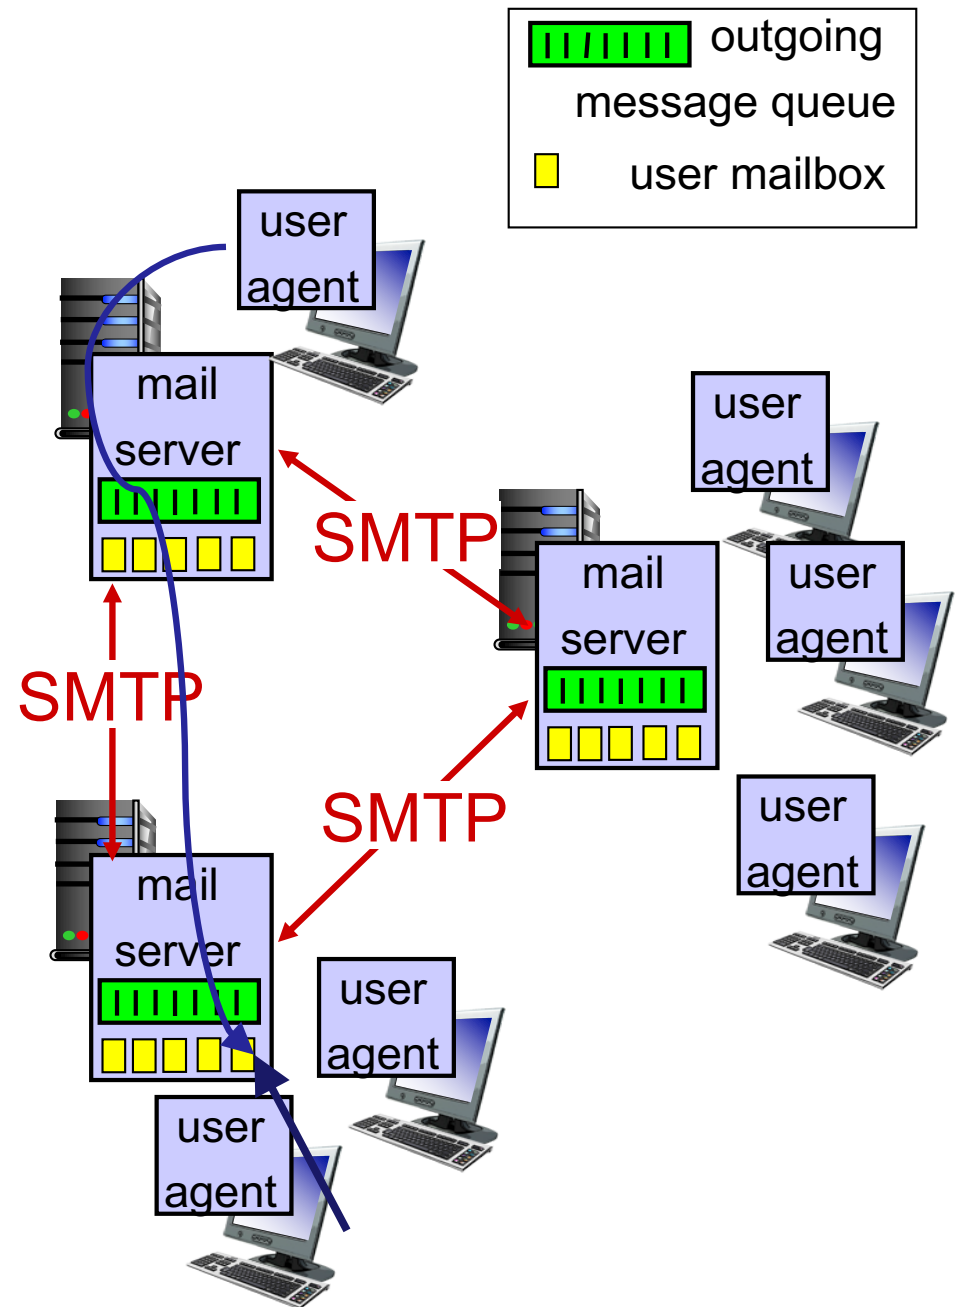 outgoing
message queue
user mailbox
user
agent
mail
server
SMTP
user
agent
mail
server
user
agent
SMTP
SMTP
user
agent
mail
server
user
agent
user
agent